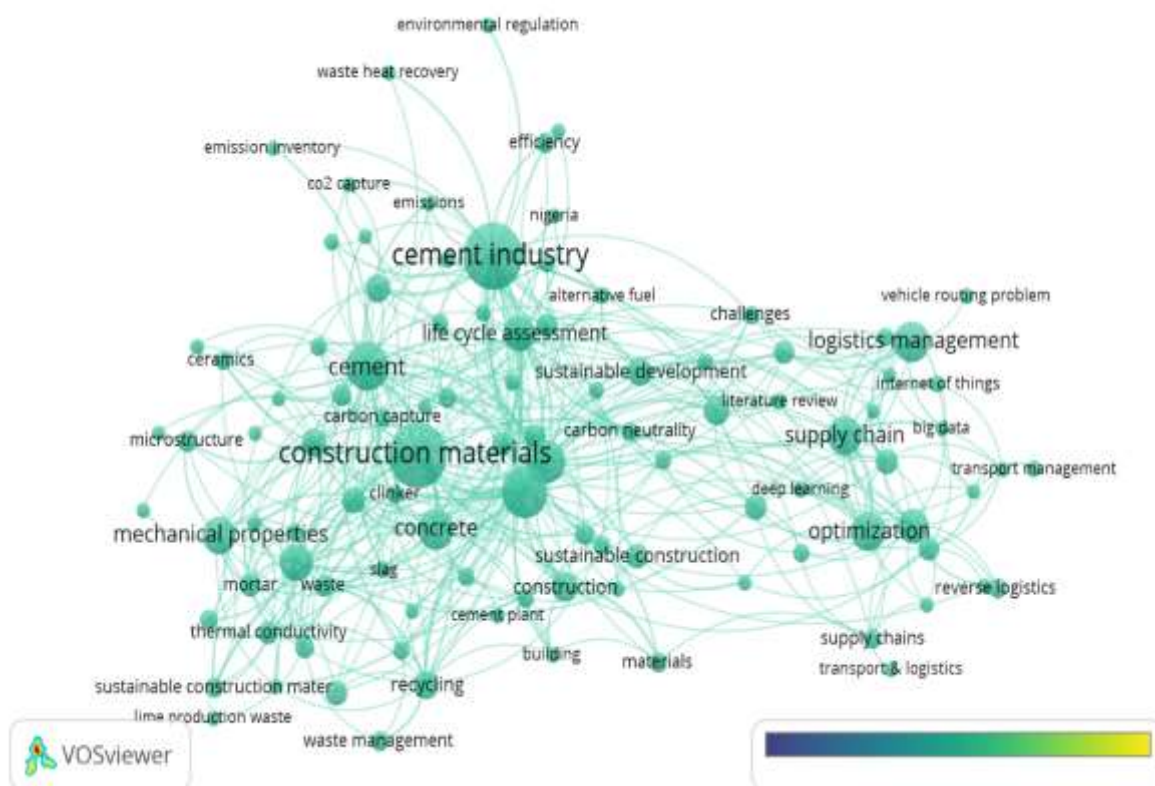 environmental regulation
waste heat recovery
efficiency
emission inventory
co2 capture
emissions
nigeria
cement industry
alternative fuel
vehicle routing problem
challenges
life cycle assessment
logistics management
ceramics
cement
sustainable development
internet of things
literature review
carbon capture
carbon neutrality
supply chain
big data
microstructure
construction materials
transport management
clinker
deep learning
mechanical properties
concrete
optimization
sustainable construction
slag
mortar
waste
construction
reverse logistics
cement plant
thermal conductivity
supply chains
building
materials
transport & logistics
sustainable construction mater
recycling
lime production waste
waste management
VOSviewer